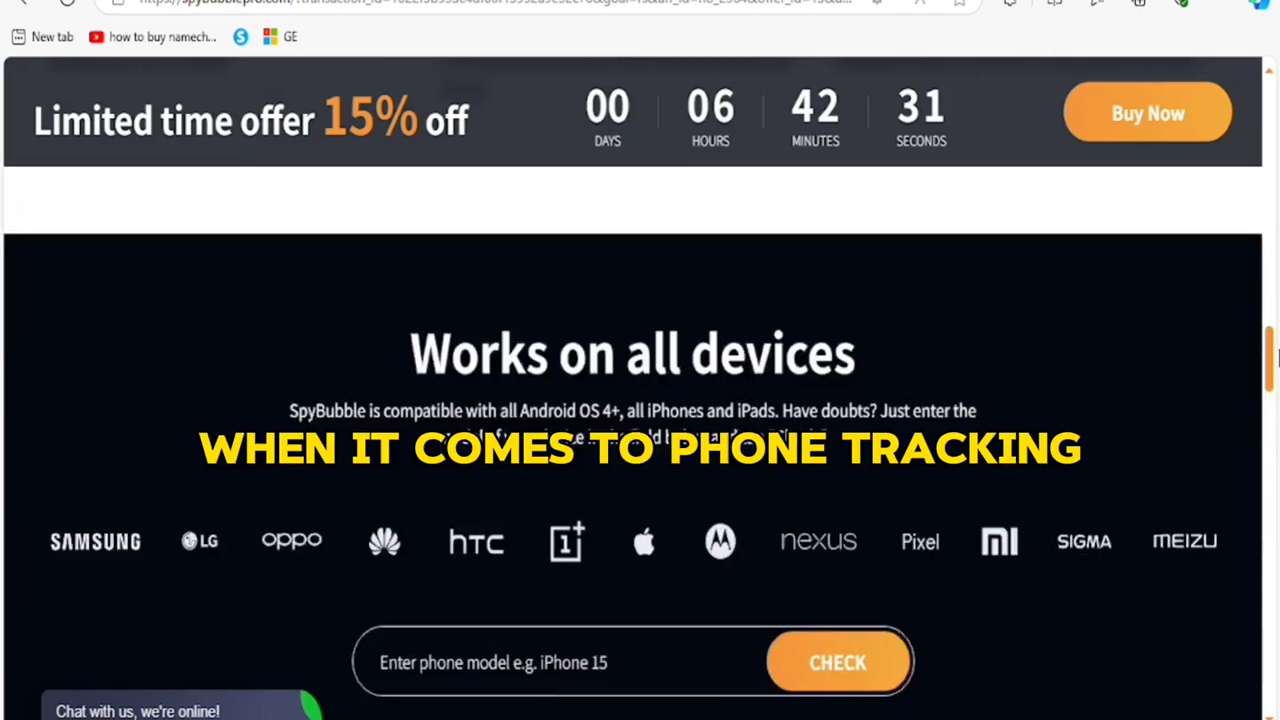 New tab
how to buy namech...
GE
Limited time offer 15% off
00
06
42
31
DAYS
HOURS
MINUTES
SECONDS
Buy Now
Works on all devices
SpyBubble is compatible with all Android OS 4+, all iPhones and iPads. Have doubts? Just enter the
WHEN IT COMES TO PHONE TRACKING
SAMSUNG
LG
oppo
hTC
1+
nexus
Pixel
MI
SIGMA
MEIZU
Enter phone model e.g. iPhone 15
CHECK
Chat with us, we're online!